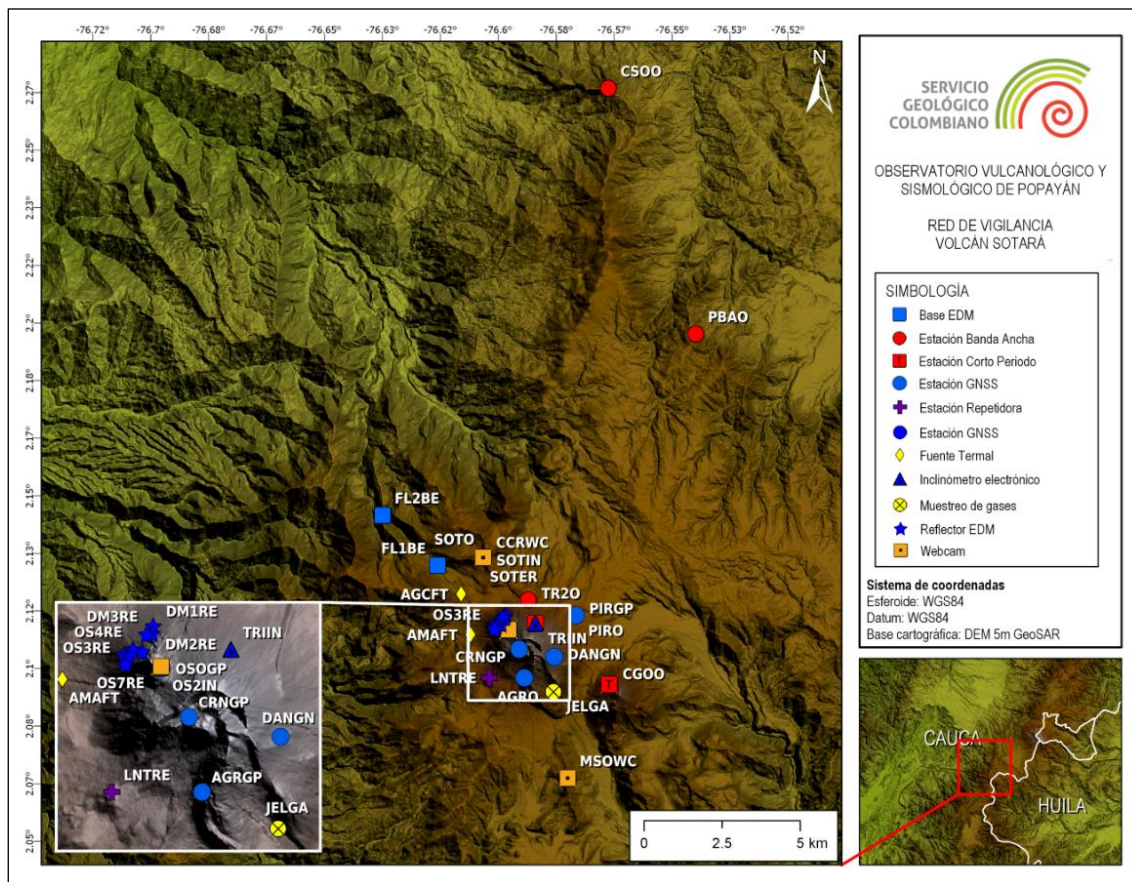 -76.72 -76.7 -76.68 -76.67 -76.65 -76.63 -76.62 -76.6 -76.58 -76.57 -76.55 -76.53 -76.52
2.27°
2.25°
2.23°
2.22°
2.2°
2.18°
2.17°
2.15°
2.13°
2.12°
2.1°
2.08°
2.07°
2.05°
N
CSOO
PBAO
FL2BE
SOTO
CCRWC
FL1BE
SOTIN
SOTER
AGCFT
TR2O
OS3RE
PIRGP
AMAFT
PIRO
TRIIN
CRNGP
DANGN
LNTRE
CGOO
AGRO
JELGA
MSOWC
DM3RE
DM1RE
OS4RE
DM2RE
TRIIN
OS3RE
OSOGP
OS7RE
OS2IN
AMAFT
CRNGP
DANGN
LNTRE
AGRGP
JELGA
0 2.5 5 km
SERVICIO
GEOLÓGICO
COLOMBIANO
OBSERVATORIO VULCANOLÓGICO Y
SISMOLÓGICO DE POPAYÁN
RED DE VIGILANCIA
VOLCÁN SOTARÁ
SIMBOLOGÍA
Base EDM
Estación Banda Ancha
T Estación Corto Periodo
Estación GNSS
Estación Repetidora
Estación GNSS
Fuente Termal
Inclinómetro electrónico
Muestreo de gases
Reflector EDM
Webcam
Sistema de coordenadas
Esferoide: WGS84
Datum: WGS84
Base cartográfica: DEM 5m GeoSAR
CAUCA
HUILA